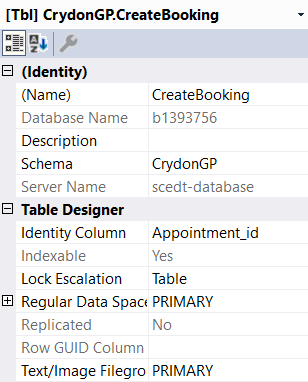 [Tbl] CrydonGP.CreateBooking
(Identity)
(Name) CreateBooking
Database Name b1393756
Description
Schema CrydonGP
Server Name scedt-database
Table Designer
Identity Column Appointment_id
Indexable Yes
Lock Escalation Table
Regular Data Space PRIMARY
Replicated No
Row GUID Column
Text/Image Filegro PRIMARY